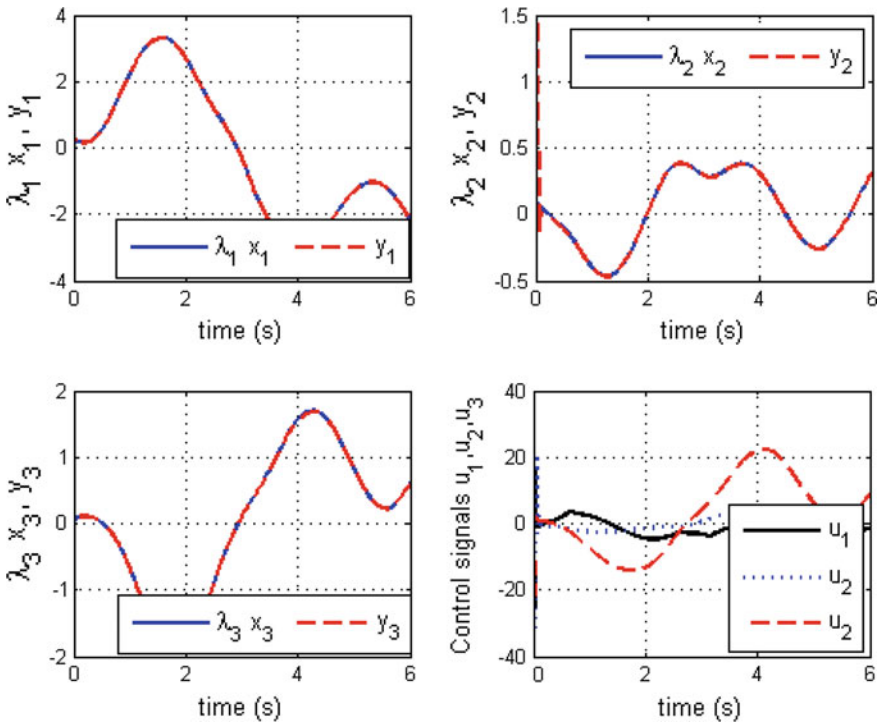 4
2
0
-2
-4
0
2
4
6
λ1 x1, y1
time (s)
λ1 x1
y1
1.5
1
0.5
0
-0.5
0
2
4
6
λ2 x2, y2
time (s)
λ2 x2
y2
2
1
0
-1
-2
0
2
4
6
λ3 x3, y3
time (s)
λ3 x3
y3
40
20
0
-20
-40
0
2
4
6
Control signals u1,u2,u3
time (s)
u1
u2
u2